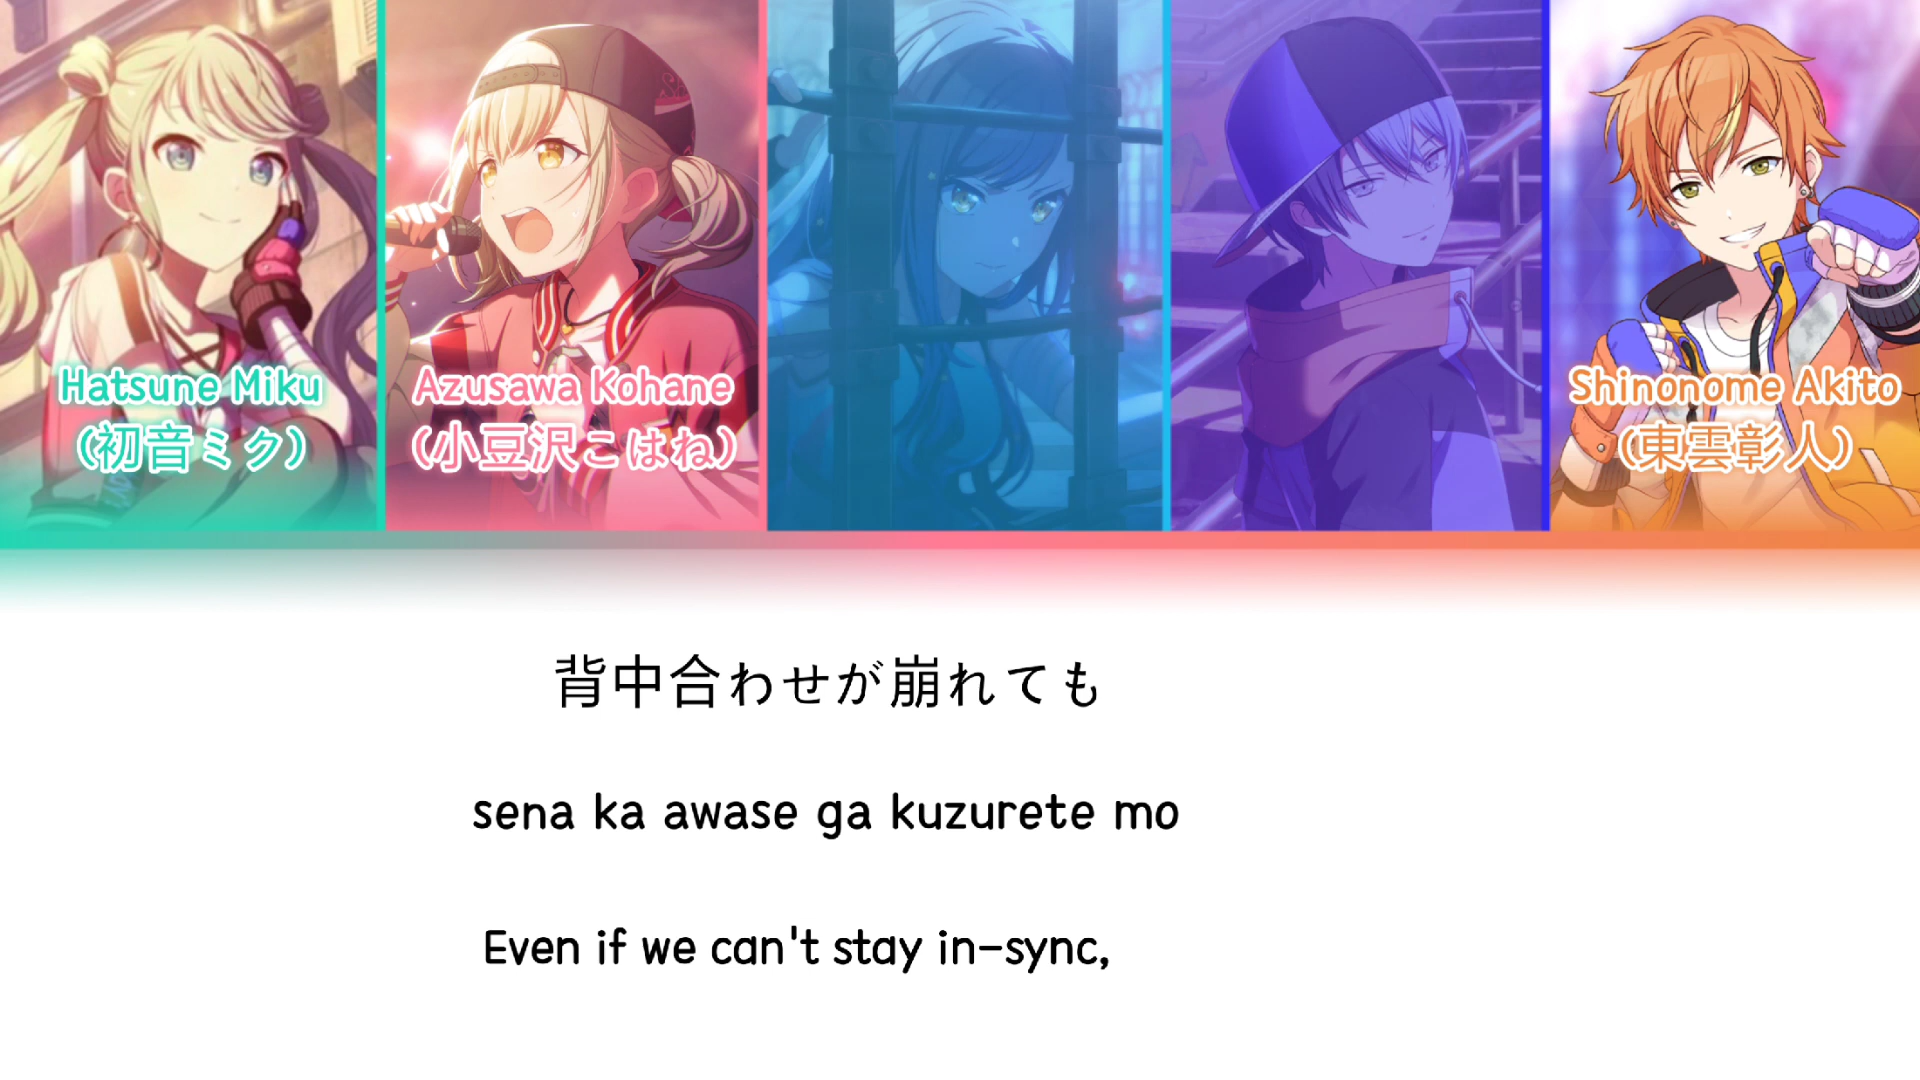 Hatsune Miku
(初音ミク)
Azusawa Kohane
(小豆沢こはね)
Shinonome Akito
(東雲彰人)
背中合わせが崩れても
sena ka awase ga kuzurete mo
Even if we can't stay in-sync,